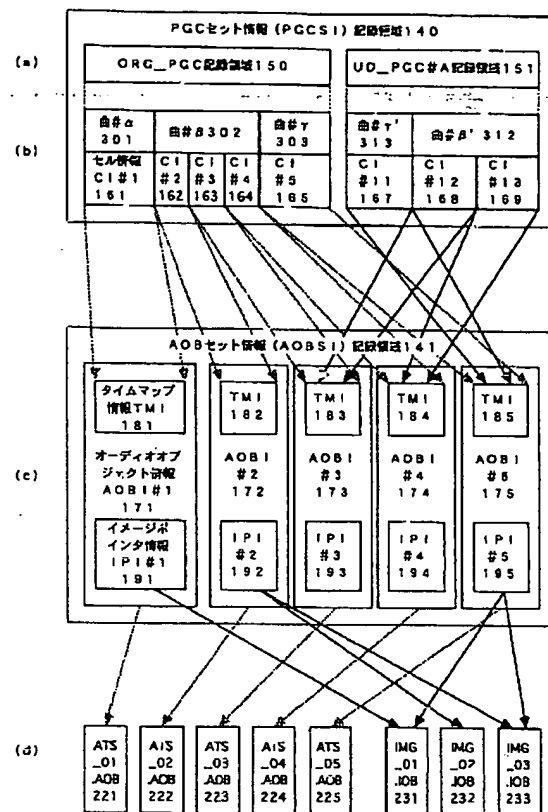 PGCセット情報(PGCSI)記録領域140
(a)
ORG_PGC記録領域150
UD_PGC#A記録領域151
(b)
曲#α
301
曲#β302
曲#γ
303
曲#γ'
313
曲#β'312
セル情報
CI#1
161
CI
#2
162
CI
#3
163
CI
#4
164
CI
#5
165
CI
#11
167
CI
#12
168
CI
#13
169
AOBセット情報(AOBSI)記録領域141
(c)
タイムマップ
情報TMI
181
オーディオオブ
ジェクト情報
AOBI#1
171
イメージポ
インタ情報
IPI#1
191
TMI
182
AOBI
#2
172
IPI
#2
192
TMI
183
AOBI
#3
173
IPI
#3
193
TMI
184
AOBI
#4
174
IPI
#4
194
TMI
185
AOBI
175
IPI
#5
195
(d)
ATS
_01
.AOB
221
ATS
_02
.AOB
222
ATS
_03
.AOB
223
ATS
_04
.AOB
224
ATS
_05
.AOB
225
IMG
_01
.IOB
231
IMG
_02
.IOB
232
IMG
_03
.IOB
233